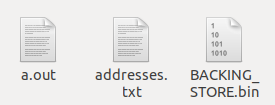 1
10
101
1010
a.out
addresses.
txt
BACKING_
STORE.bin